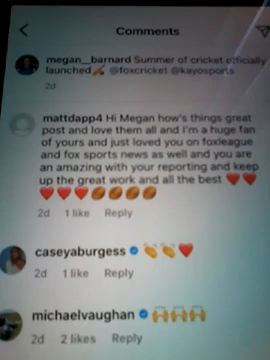 Comments
megan__barnard Summer of cricket officially
launched🏏 @foxcricket @kayosports
2d
mattdapp4 Hi Megan how's things great
post and love them all and I'm a huge fan
of yours and just loved you on foxleague
and fox sports news as well and you are
an amazing with your reporting and keep
up the great work and all the best ❤️❤️
❤️❤️❤️🏉🏉🏉🏉
2d 1 like Reply
caseyaburgess 👏👏❤️
2d 1 like Reply
michaelvaughan 🙌🙌🙌
2d 2 likes Reply